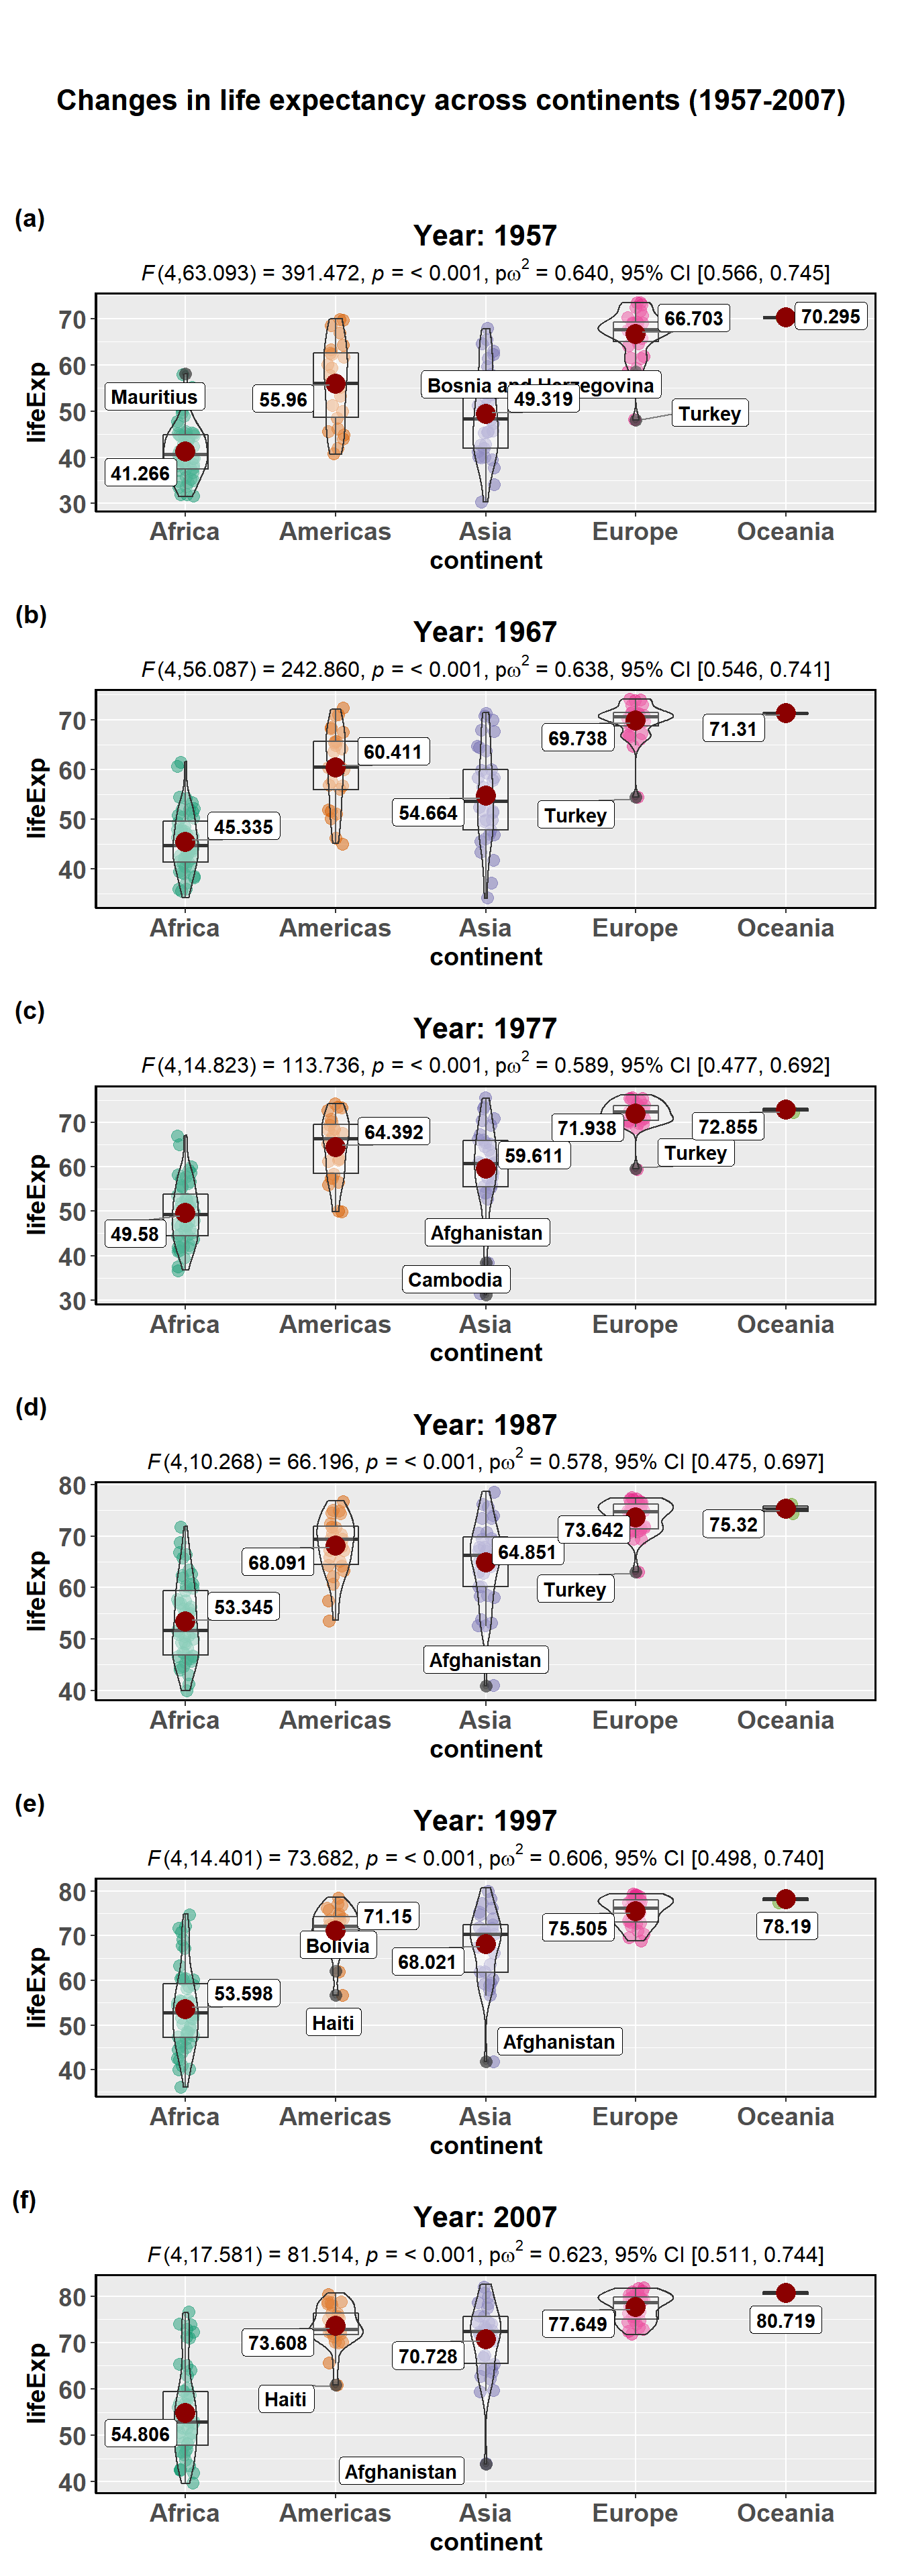 Changes in life expectancy across continents (1957-2007)
(a)
Year: 1957
F(4,63.093) = 391.472, p = < 0.001, pω² = 0.640, 95% CI [0.566, 0.745]
lifeExp
70
60
50
40
30
Mauritius
41.266
55.96
Bosnia and Herzegovina
49.319
66.703
Turkey
70.295
Africa Americas Asia Europe Oceania
continent
(b)
Year: 1967
F(4,56.087) = 242.860, p = < 0.001, pω² = 0.638, 95% CI [0.546, 0.741]
lifeExp
70
60
50
40
45.335
60.411
54.664
69.738
Turkey
71.31
Africa Americas Asia Europe Oceania
continent
(c)
Year: 1977
F(4,14.823) = 113.736, p = < 0.001, pω² = 0.589, 95% CI [0.477, 0.692]
lifeExp
70
60
50
40
30
49.58
64.392
59.611
Afghanistan
Cambodia
71.938
Turkey
72.855
Africa Americas Asia Europe Oceania
continent
(d)
Year: 1987
F(4,10.268) = 66.196, p = < 0.001, pω² = 0.578, 95% CI [0.475, 0.697]
lifeExp
80
70
60
50
40
53.345
68.091
64.851
Afghanistan
73.642
Turkey
75.32
Africa Americas Asia Europe Oceania
continent
(e)
Year: 1997
F(4,14.401) = 73.682, p = < 0.001, pω² = 0.606, 95% CI [0.498, 0.740]
lifeExp
80
70
60
50
40
53.598
71.15
Bolivia
Haiti
68.021
Afghanistan
75.505
78.19
Africa Americas Asia Europe Oceania
continent
(f)
Year: 2007
F(4,17.581) = 81.514, p = < 0.001, pω² = 0.623, 95% CI [0.511, 0.744]
lifeExp
80
70
60
50
40
54.806
73.608
Haiti
70.728
Afghanistan
77.649
80.719
Africa Americas Asia Europe Oceania
continent